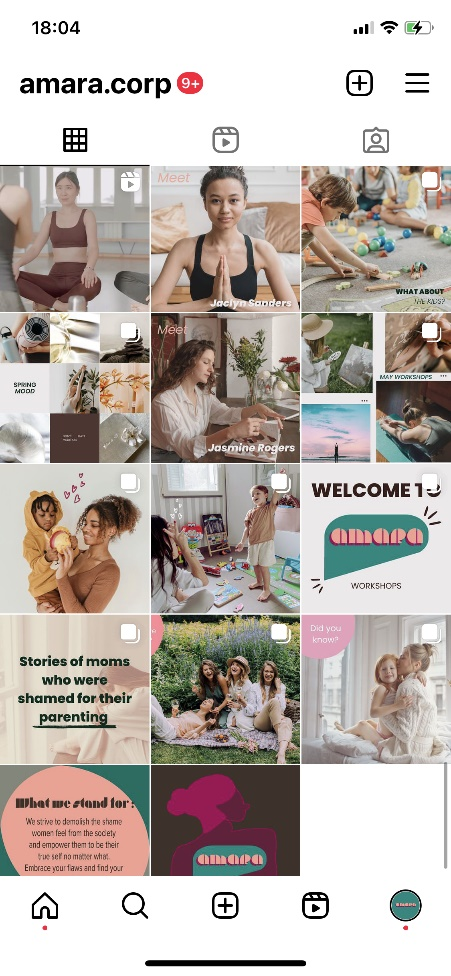 18:04
amara.corp 9+
Meet
Jaclyn Sanders
WHAT ABOUT
THE KIDS?
SPRING
MOOD
Meet
Jasmine Rogers
MAY WORKSHOPS
WELCOME TO
amara
WORKSHOPS
Stories of moms
who were
shamed for their
parenting
Did you
know?
What we stand for:
We strive to demolish the shame
women feel from the society
and empower them to be their
true self no matter what.
Embrace your flaws and find your
amara
amara